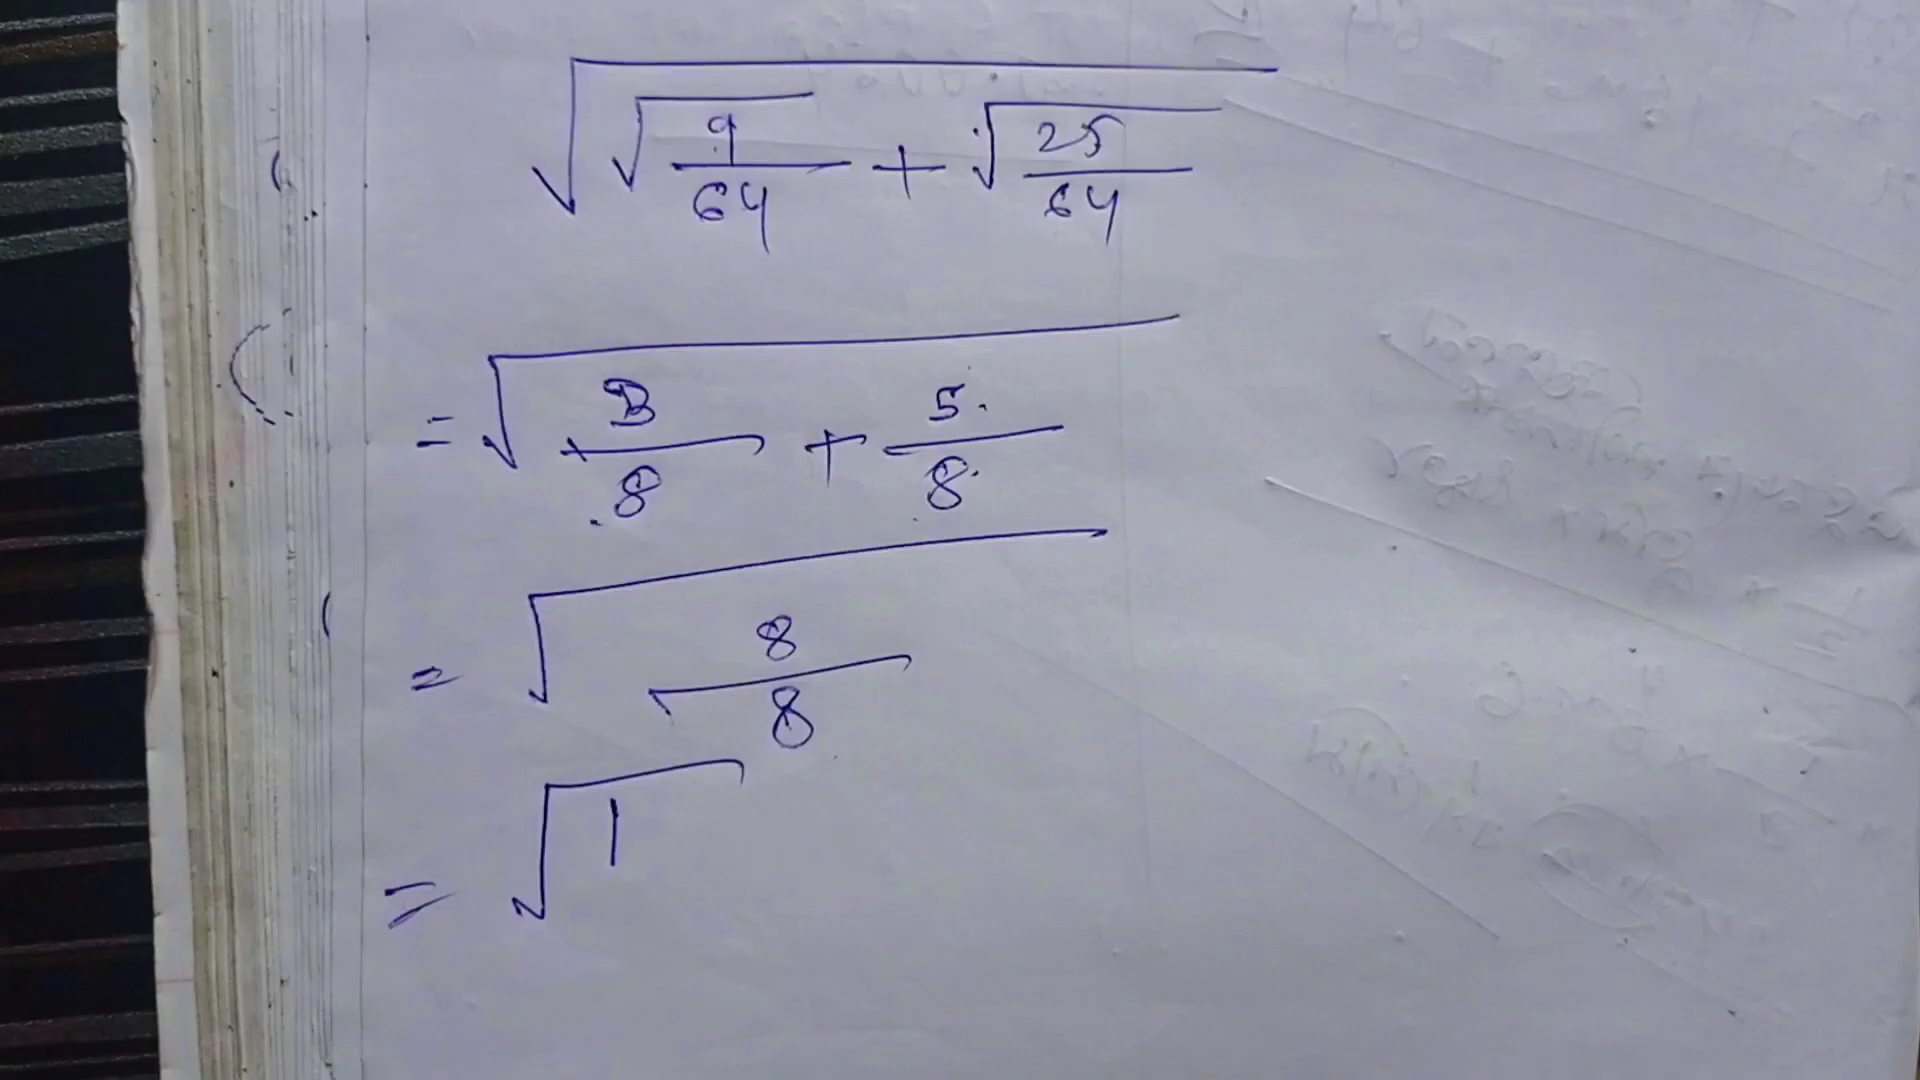 √(√(9/64) + √(25/64))
= √(3/8 + 5/8)
= √(8/8)
= √1